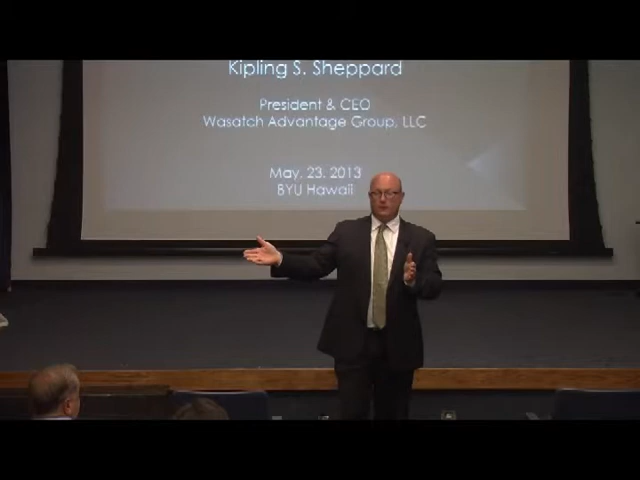 Kipling S. Sheppard
President & CEO
Wasatch Advantage Group, LLC
May, 23, 2013
BYU Hawaii